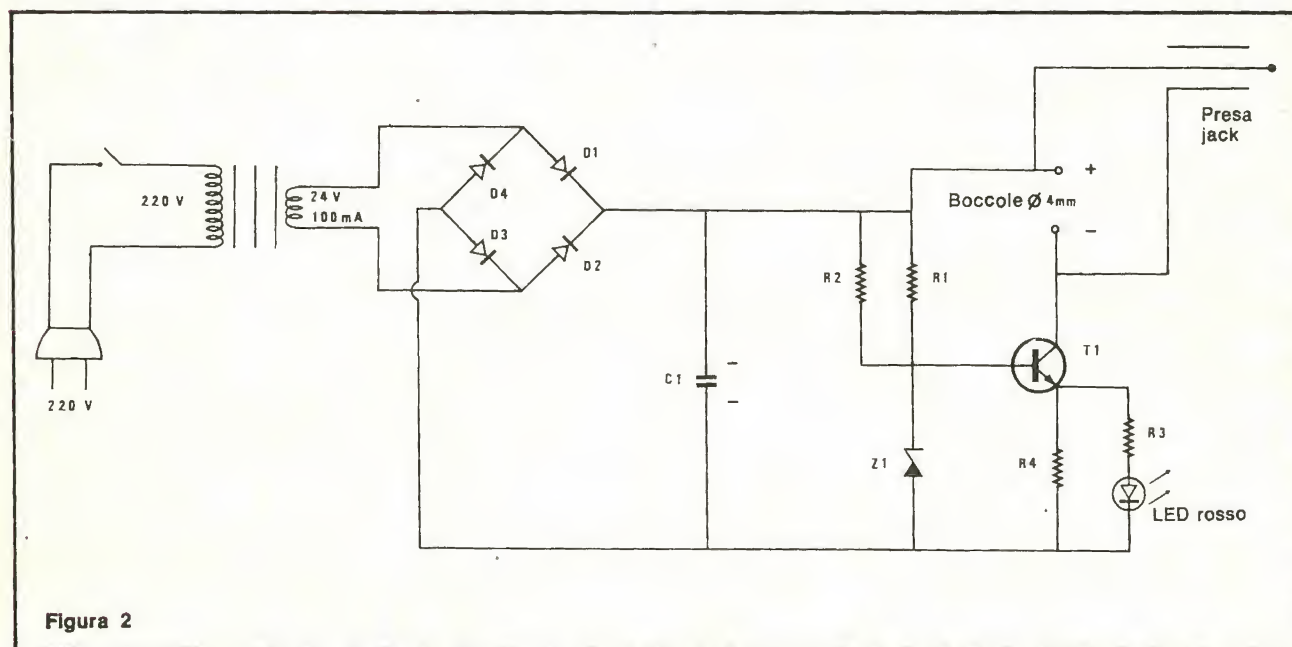 Presa
jack
D1
D4
220 V
24 V
100 mA
+
Boccole Ø 4mm
D3
D2
−
R2
R1
T1
C1
−
−
220 V
R3
Z1
R4
LED rosso
Figura 2